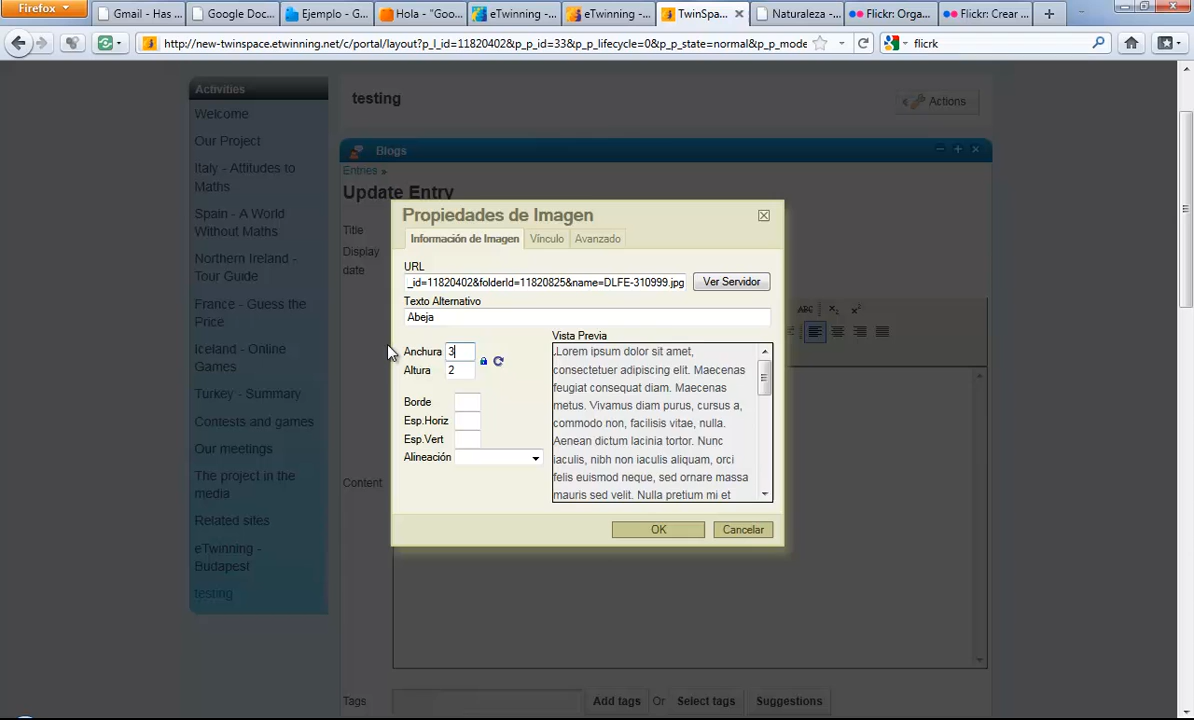 Firefox
Gmail - Has ...
Google Doc...
Ejemplo - G...
Hola - "Goo...
eTwinning -...
eTwinning -...
TwinSpa...
Naturaleza -...
Flickr: Orga...
Flickr: Crear ...
http://new-twinspace.etwinning.net/c/portal/layout?p_l_id=11820402&p_p_id=33&p_p_lifecycle=0&p_p_state=normal&p_p_mode
flicrk
Activities
Welcome
Our Project
Italy - Attitudes to
Maths
Spain - A World
Without Maths
Northern Ireland -
Tour Guide
France - Guess the
Price
Iceland - Online
Game
Turkey - Summary
Contests and games
Our meetings
The project in the
media
Related sites
eTwinning -
Budapest
testing
testing
Actions
Blogs
Entries
Update Entry
Title
Display
date
Content
ABC
Propiedades de Imagen
Información de Imagen
Vínculo
Avanzado
URL
_id=11820402&folderId=11820825&name=DLFE-310999.jpg
Ver Servidor
Texto Alternativo
Abeja
Anchura 3
Altura 2
Borde
Esp.Horiz
Esp.Vert
Alineación
Vista Previa
.Lorem ipsum dolor sit amet,
consectetuer adipiscing elit. Maecenas
feugiat consequat diam. Maecenas
metus. Vivamus diam purus, cursus a,
commodo non, facilisis vitae, nulla.
Aenean dictum lacinia tortor. Nunc
iaculis, nibh non iaculis aliquam, orci
felis euismod neque, sed ornare massa
mauris sed velit. Nulla pretium mi et
OK
Cancelar
Tags
Add tags
Or
Select tags
Suggestions